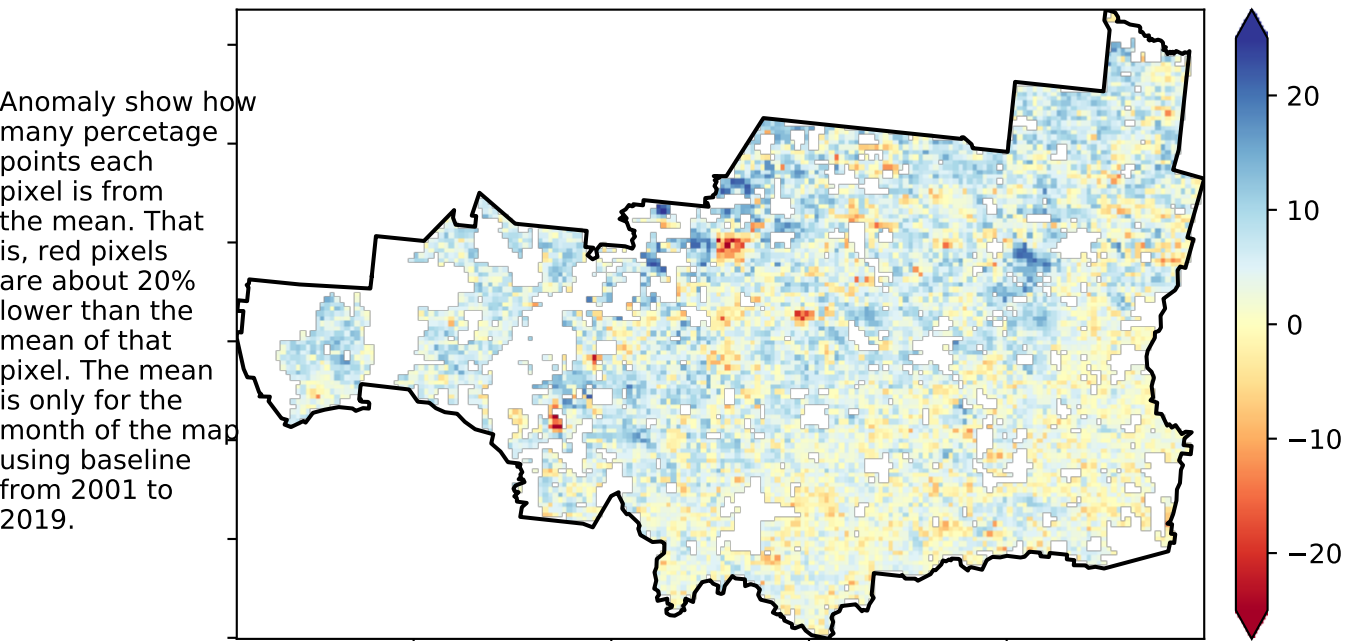 Anomaly show how
many percetage
points each
pixel is from
the mean. That
is, red pixels
are about 20%
lower than the
mean of that
pixel. The mean
is only for the
month of the map
using baseline
from 2001 to
2019.
20
10
0
−10
−20